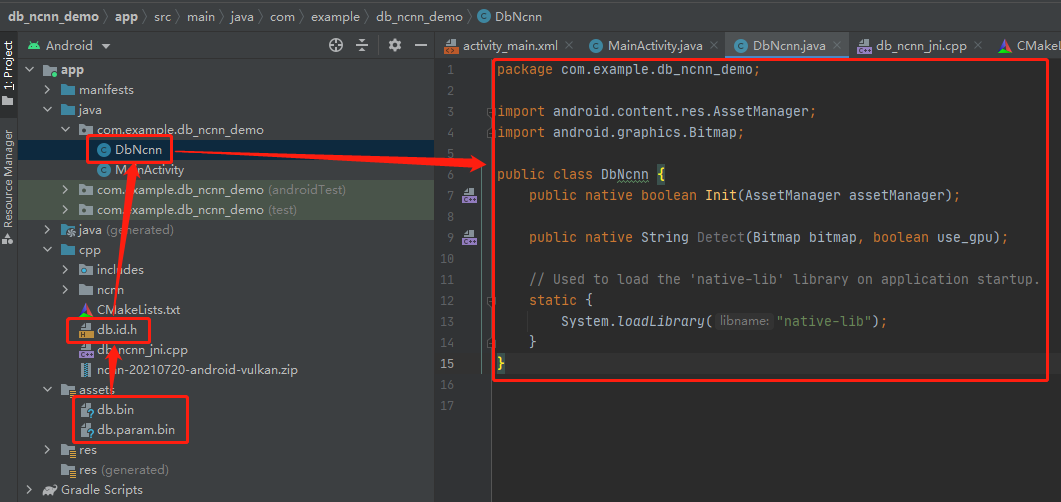 db_ncnn_demo app src main java com example db_ncnn_demo DbNcnn
1: Project
Resource Manager
Android
activity_main.xml
MainActivity.java
DbNcnn.java
db_ncnn_jni.cpp
CMakeLis
app
manifests
java
com.example.db_ncnn_demo
DbNcnn
MainActivity
com.example.db_ncnn_demo (androidTest)
com.example.db_ncnn_demo (test)
java (generated)
cpp
includes
ncnn
CMakeLists.txt
db.id.h
db_ncnn_jni.cpp
ncnn-20210720-android-vulkan.zip
assets
db.bin
db.param.bin
res
res (generated)
Gradle Scripts
1 package com.example.db_ncnn_demo;
2
3 import android.content.res.AssetManager;
4 import android.graphics.Bitmap;
5
6 public class DbNcnn {
7 public native boolean Init(AssetManager assetManager);
8
9 public native String Detect(Bitmap bitmap, boolean use_gpu);
10
11 // Used to load the 'native-lib' library on application startup.
12 static {
13 System.loadLibrary( libname: "native-lib");
14 }
15 }
16
17